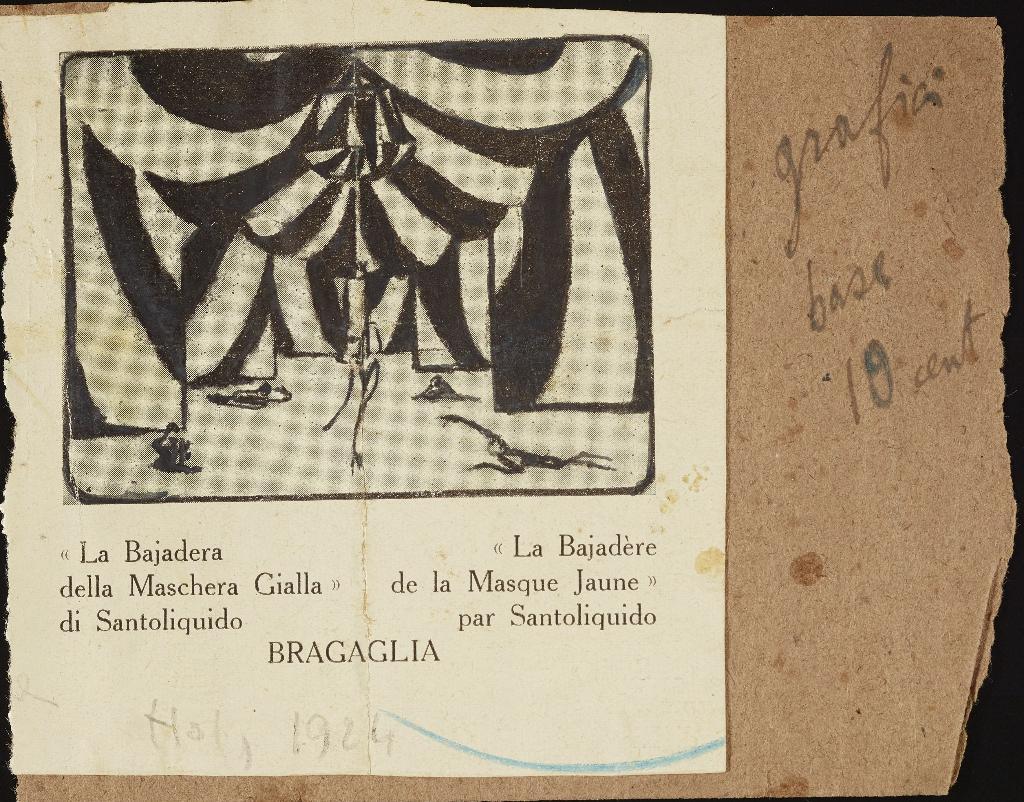 « La Bajadera
della Maschera Gialla »
di Santoliquido
« La Bajadère
de la Masque Jaune »
par Santoliquido
BRAGAGLIA
1924
base
10 cent